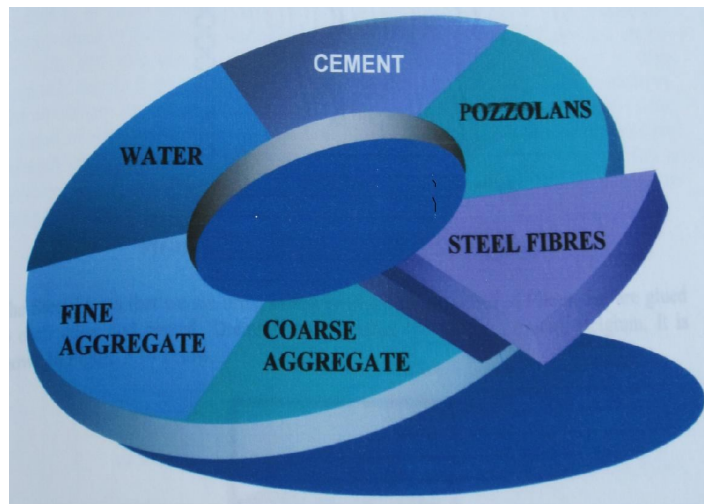 CEMENT
POZZOLANS
WATER
STEEL FIBRES
FINE
AGGREGATE
COARSE
AGGREGATE